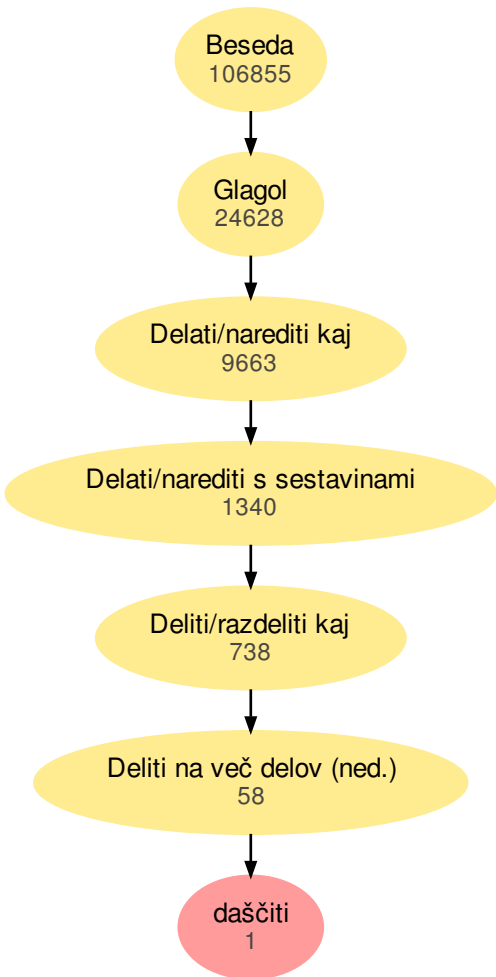 Beseda
106855
Glagol
24628
Delati/narediti kaj
9663
Delati/narediti s sestavinami
1340
Deliti/razdeliti kaj
738
Deliti na več delov (ned.)
58
daščiti
1